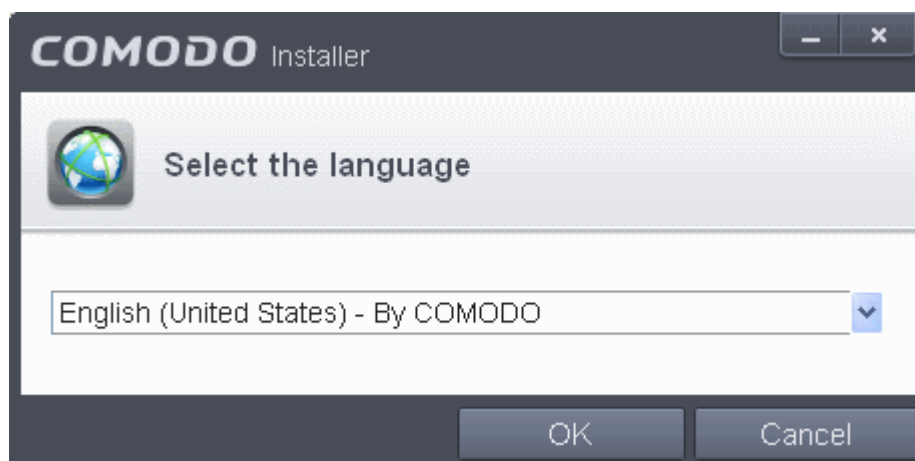 COMODO Installer
Select the language
English (United States) - By COMODO
OK Cancel